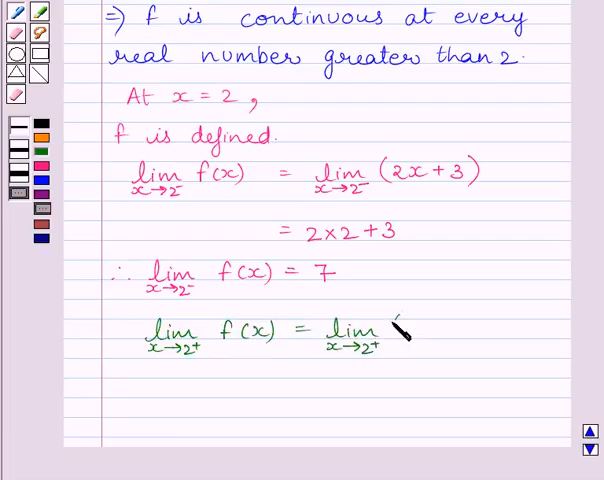 ⇒ f is continuous at every
real number greater than 2.
At x = 2,
f is defined.
lim x→2⁻ f(x) = lim x→2⁻ (2x+3)
= 2×2+3
∴ lim x→2⁻ f(x) = 7
lim x→2⁺ f(x) = lim x→2⁺ (